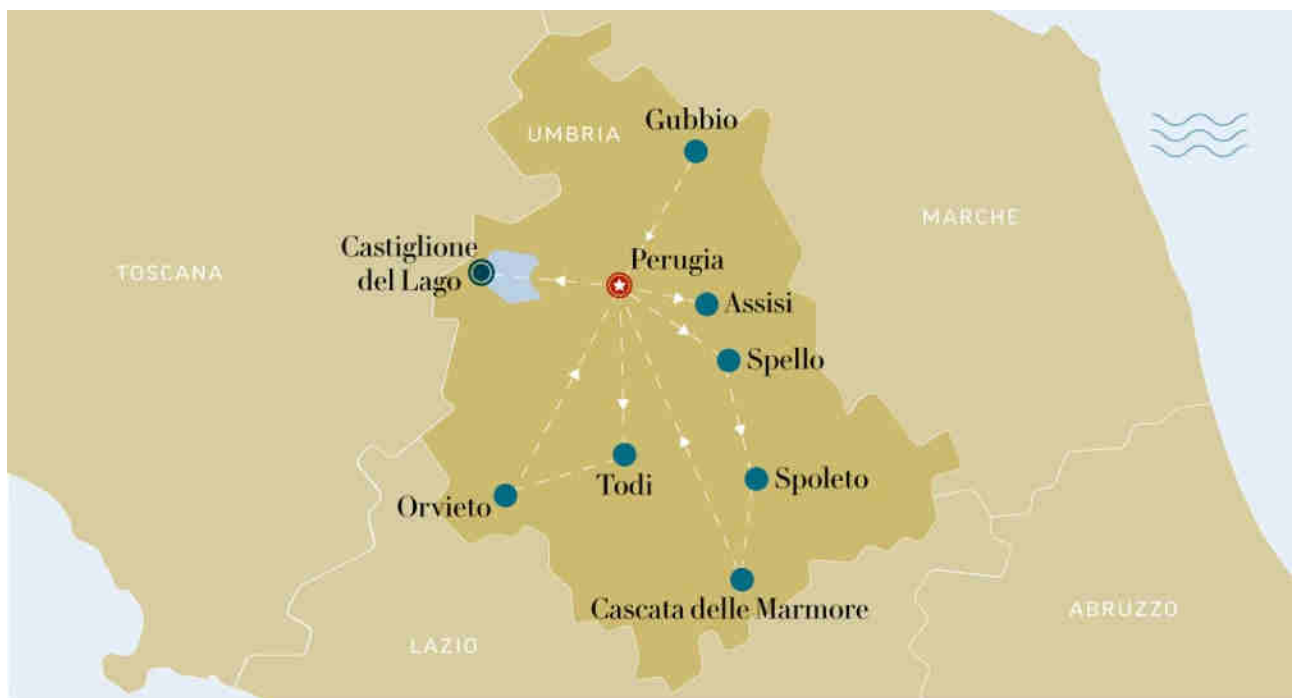 Gubbio
UMBRIA
MARCHE
Castiglione
del Lago
Perugia
TOSCANA
Assisi
Spello
Spoleto
Todi
Orvieto
Cascata delle Marmore
ABRUZZO
LAZIO